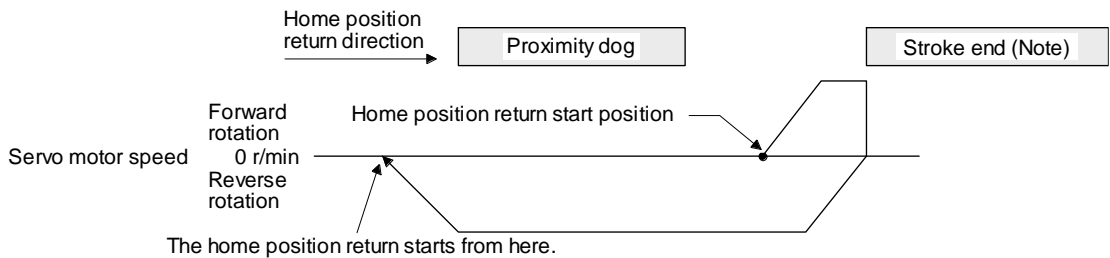 Home position
return direction
Proximity dog
Stroke end (Note)
Forward
rotation
Home position return start position
Servo motor speed
0 r/min
Reverse
rotation
The home position return starts from here.